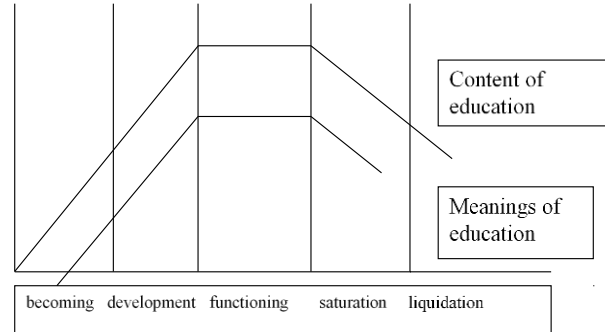 Content of
education
Meanings of
education
becoming development functioning saturation liquidation